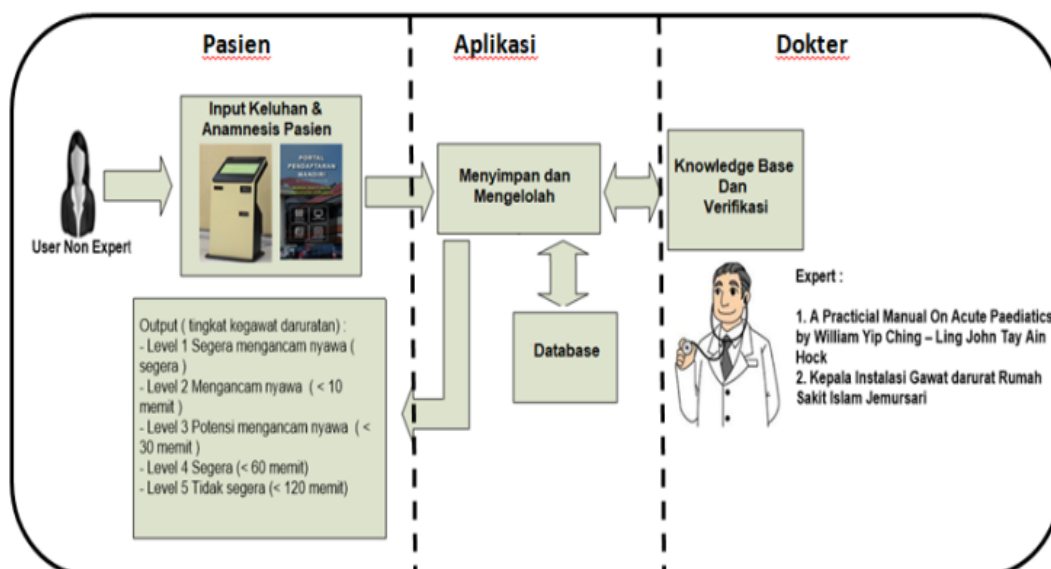 Pasien
Aplikasi
Dokter
Input Keluhan &
Anamnesis Pasien
PORTAL
PENDAFTARAN
MANDIRI
User Non Expert
Menyimpan dan
Mengelolah
Knowledge Base
Dan
Verifikasi
Database
Output ( tingkat kegawat daruratan) :
- Level 1 Segera mengancam nyawa (
segera )
- Level 2 Mengancam nyawa ( < 10
memit )
- Level 3 Potensi mengancam nyawa ( <
30 memit )
- Level 4 Segera (< 60 memit)
- Level 5 Tidak segera (< 120 memit)
Expert :
1. A Practicial Manual On Acute Paediatics
by William Yip Ching – Ling John Tay Ain
Hock
2. Kepala Instalasi Gawat darurat Rumah
Sakit Islam Jemursari